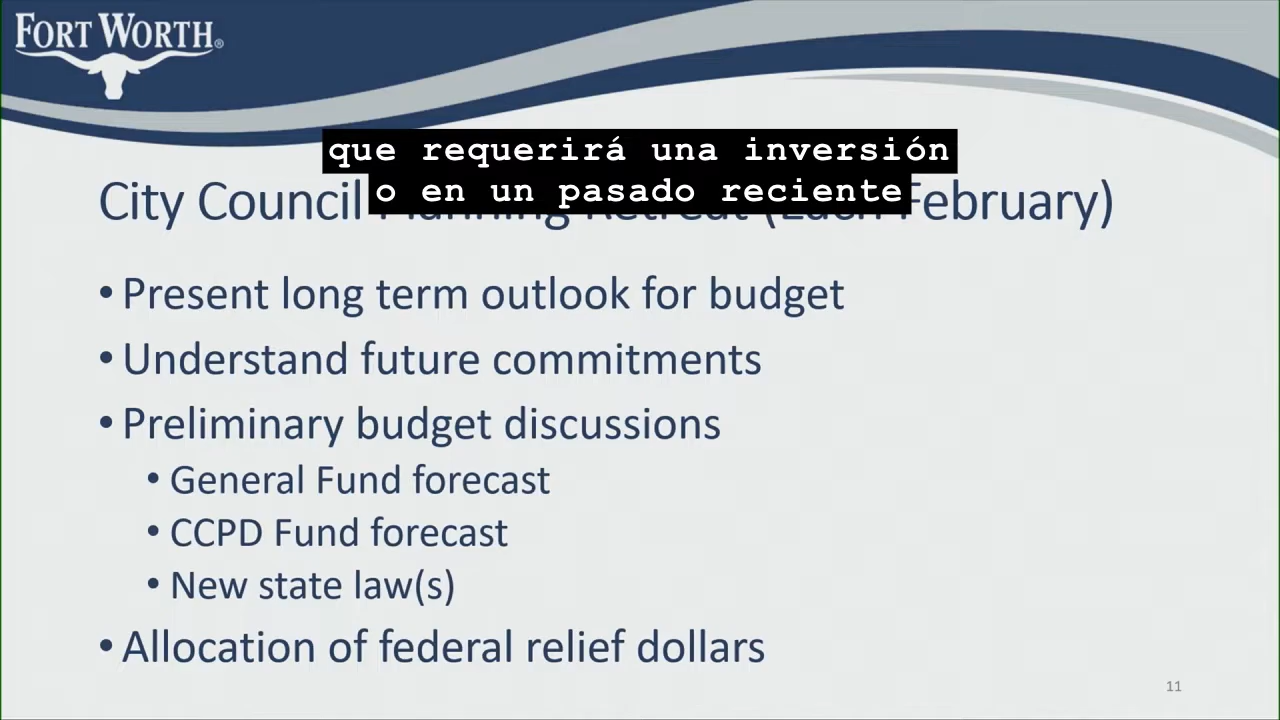 FORT WORTH®
que requerirá una inversión
o en un pasado reciente
City Council Planning Retreat (Each February)
• Present long term outlook for budget
• Understand future commitments
• Preliminary budget discussions
• General Fund forecast
• CCPD Fund forecast
• New state law(s)
• Allocation of federal relief dollars
11